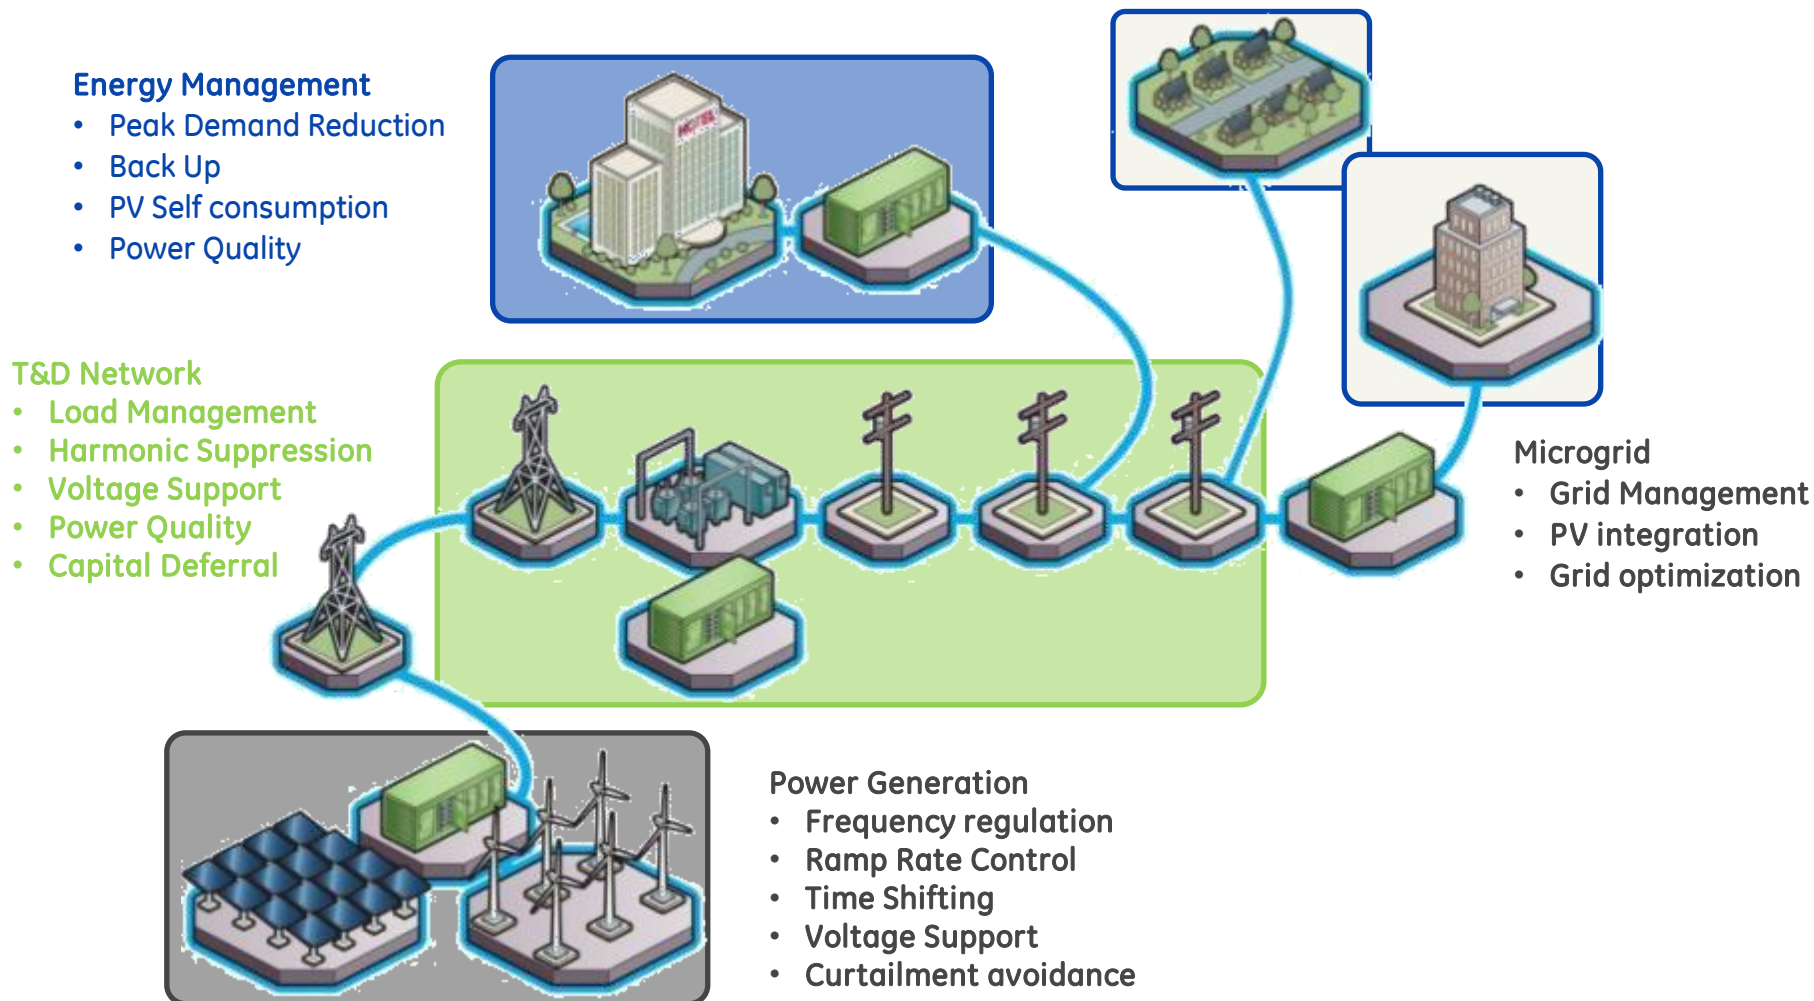 Energy Management
• Peak Demand Reduction
• Back Up
• PV Self consumption
• Power Quality
HOTEL
T&D Network
• Load Management
• Harmonic Suppression
• Voltage Support
• Power Quality
• Capital Deferral
Microgrid
• Grid Management
• PV integration
• Grid optimization
Power Generation
• Frequency regulation
• Ramp Rate Control
• Time Shifting
• Voltage Support
• Curtailment avoidance